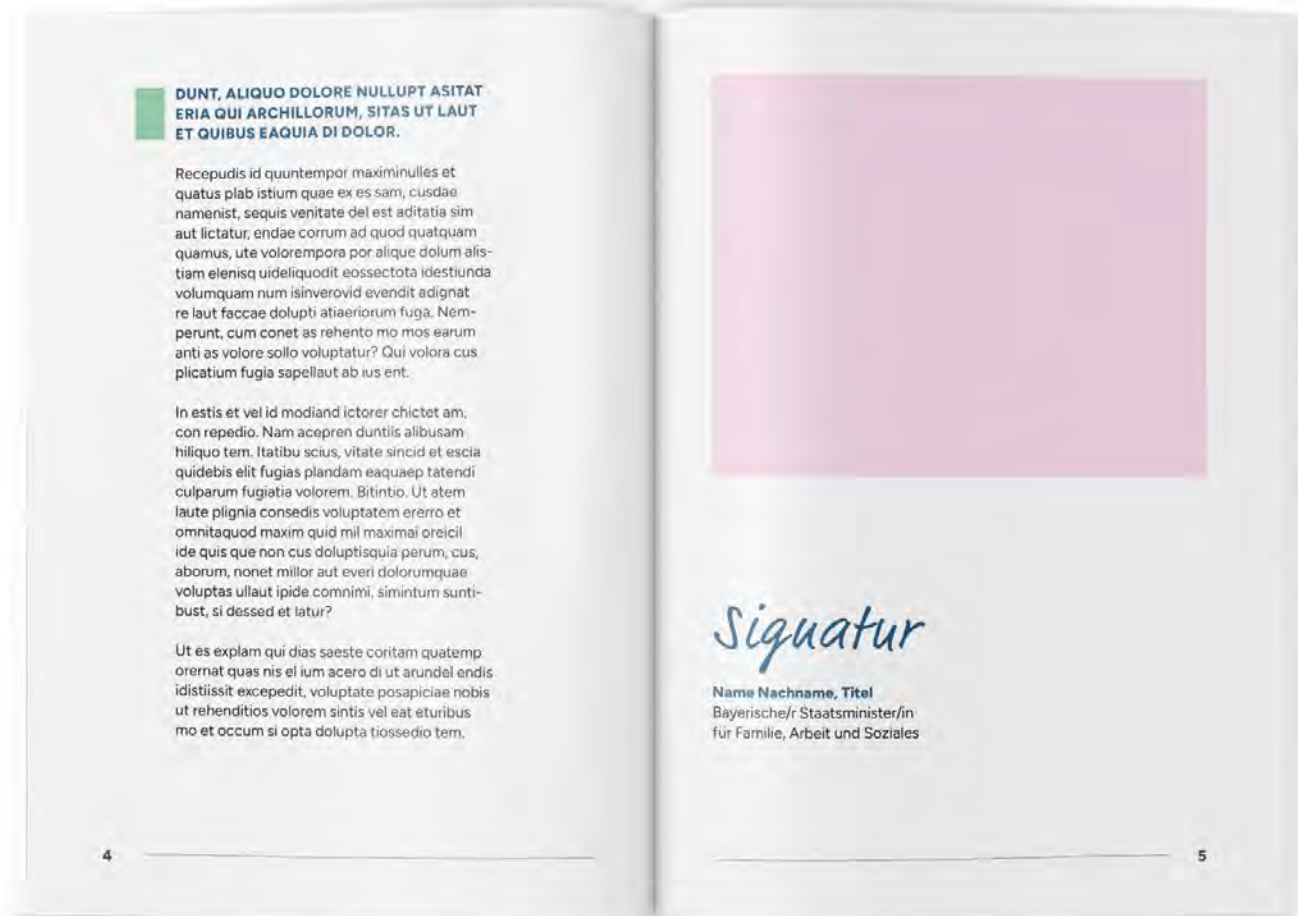 DUNT, ALIQUO DOLORE NULLUPT ASITAT
ERIA QUI ARCHILLORUM, SITAS UT LAUT
ET QUIBUS EAQUIA DI DOLOR.
Recepudis id quuntempor maximinulles et
quatus plab istium quae ex es sam, cusdae
namenist, sequis venitate del est aditatia sim
aut lictatur, endae corrum ad quod quatquam
quamus, ute volorempora por alique dolum alis-
tiam elenisq uideliquodit eossectota idestiunda
volumquam num isinverovid evendit adignat
re laut faccae dolupti atiaeriorum fuga. Nem-
perunt, cum conet as rehento mo mos earum
anti as volore sollo voluptatur? Qui volora cus
plicatium fugia sapellaut ab ius ent.
In estis et vel id modiand ictorer chictet am,
con repedio. Nam acepren duntiis alibusam
hiliquo tem. Itatibu scius, vitate sincid et escia
quidebis elit fugias plandam eaquaep tatendi
culparum fugiatia volorem. Bitintio. Ut atem
laute plignia consedis voluptatem ererro et
omnitaquod maxim quid mil maximai oreicil
ide quis que non cus doluptisquia perum, cus,
aborum, nonet millor aut everi dolorumquae
voluptas ullaut ipide comnimi, simintum sunti-
bust, si dessed et latur?
Ut es explam qui dias saeste coritam quatemp
orernat quas nis el ium acero di ut arundel endis
idistiissit excepedit, voluptate posapiciae nobis
ut rehenditios volorem sintis vel eat eturibus
mo et occum si opta dolupta tiossedio tem.
4
Signatur
Name Nachname, Titel
Bayerische/r Staatsminister/in
für Familie, Arbeit und Soziales
5